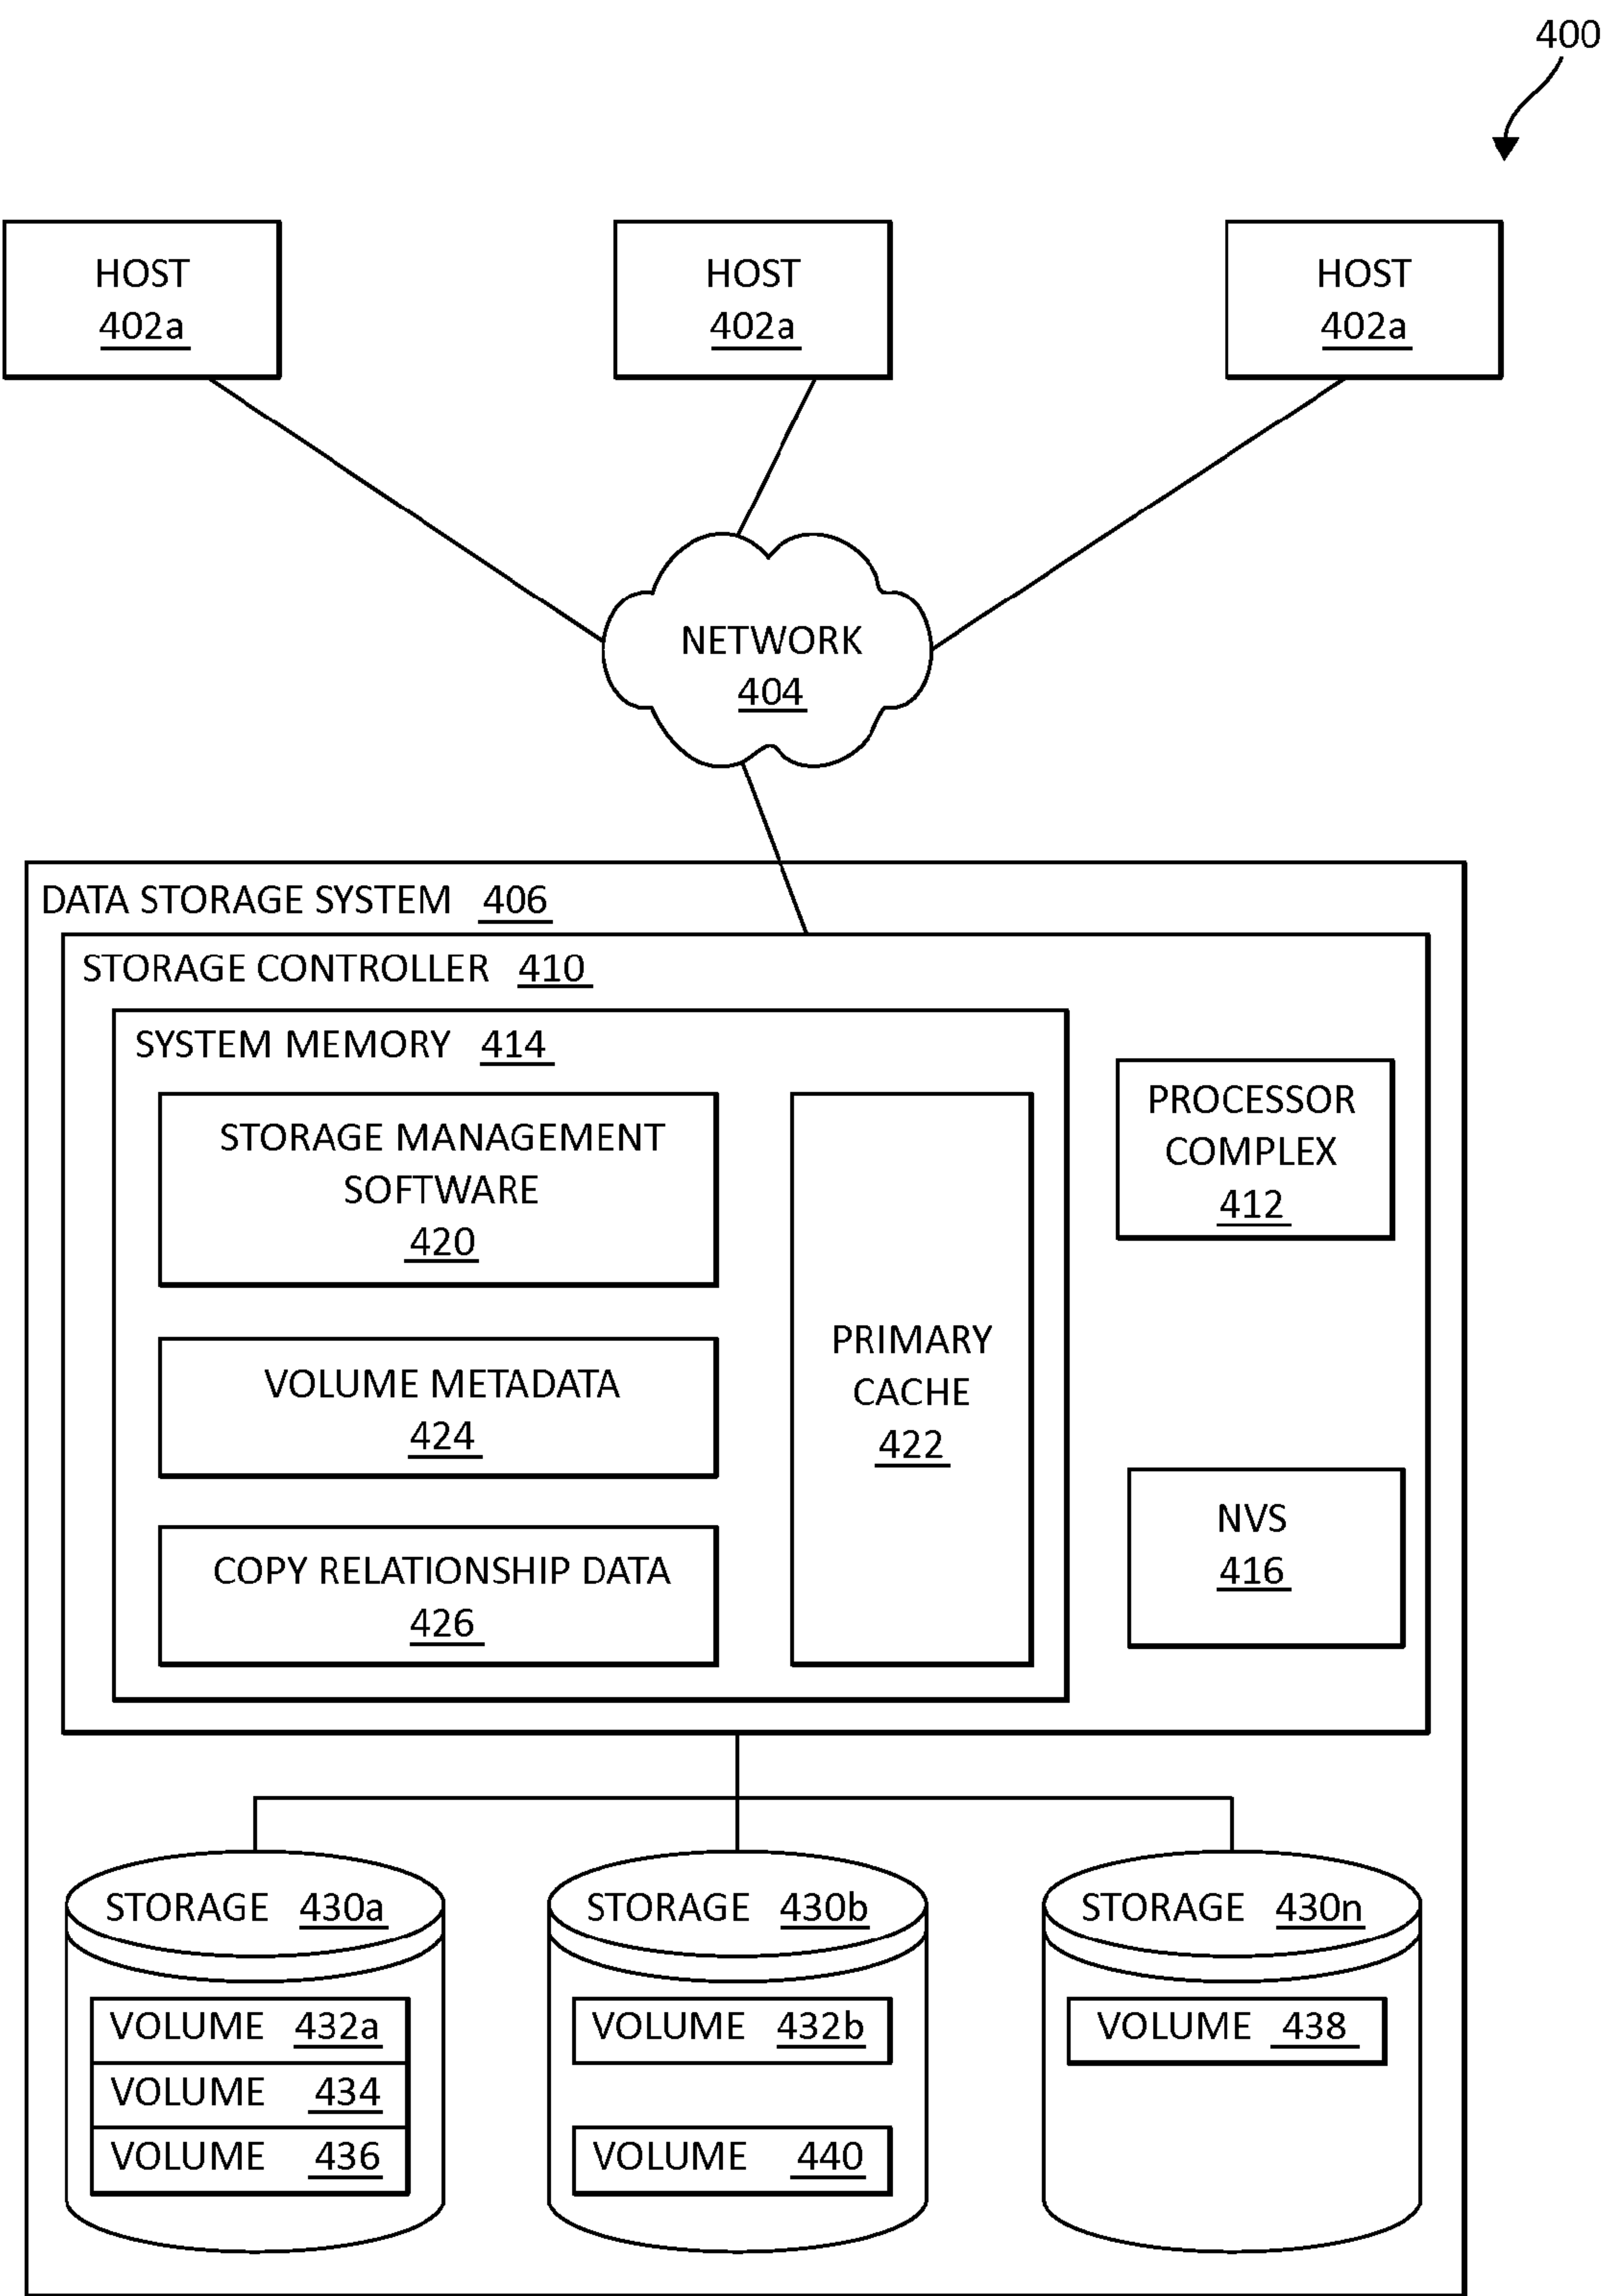 400
HOST
402a
HOST
402a
HOST
402a
NETWORK
404
DATA STORAGE SYSTEM 406
STORAGE CONTROLLER 410
SYSTEM MEMORY 414
STORAGE MANAGEMENT
SOFTWARE
420
VOLUME METADATA
424
COPY RELATIONSHIP DATA
426
PRIMARY
CACHE
422
PROCESSOR
COMPLEX
412
NVS
416
STORAGE 430a
VOLUME 432a
VOLUME 434
VOLUME 436
STORAGE 430b
VOLUME 432b
VOLUME 440
STORAGE 430n
VOLUME 438